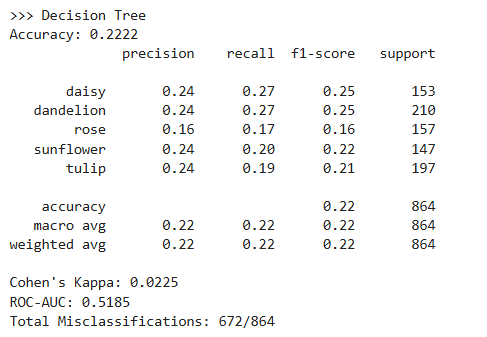 >>> Decision Tree
Accuracy: 0.2222
precision recall f1-score support
daisy 0.24 0.27 0.25 153
dandelion 0.24 0.27 0.25 210
rose 0.16 0.17 0.16 157
sunflower 0.24 0.20 0.22 147
tulip 0.24 0.19 0.21 197
accuracy 0.22 864
macro avg 0.22 0.22 0.22 864
weighted avg 0.22 0.22 0.22 864
Cohen's Kappa: 0.0225
ROC-AUC: 0.5185
Total Misclassifications: 672/864